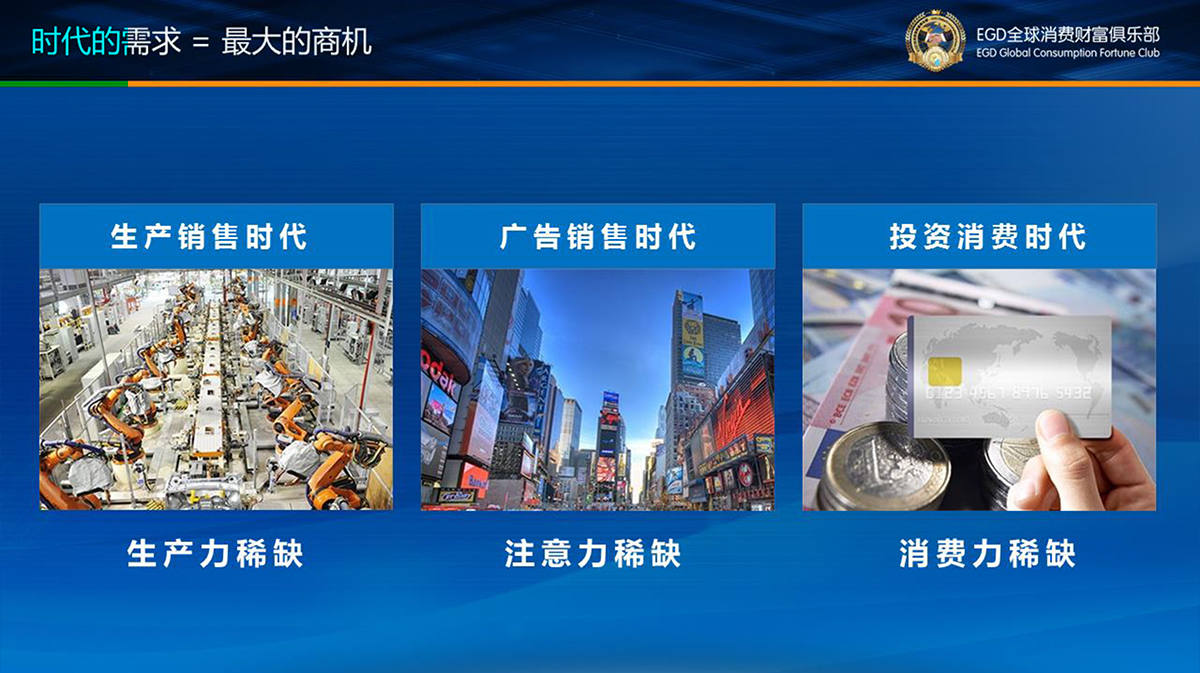 时代的需求 = 最大的商机
EGD全球消费财富俱乐部
EGD Global Consumption Fortune Club
生产销售时代
广告销售时代
投资消费时代
odak
0123 4567 8976 5432
生产力稀缺
注意力稀缺
消费力稀缺